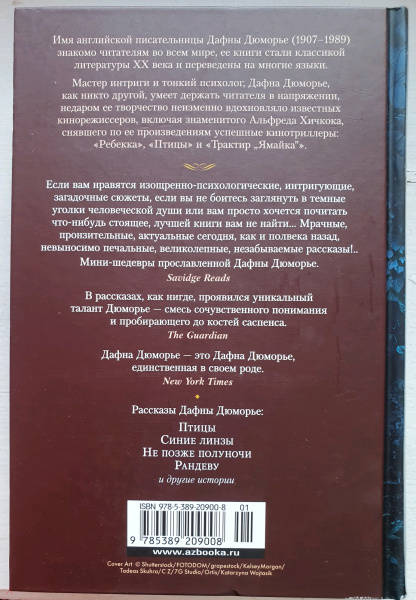 Имя английской писательницы Дафны Дюморье (1907–1989)
знакомо читателям во всем мире, ее книги стали классикой
литературы XX века и переведены на многие языки.
Мастер интриги и тонкий психолог, Дафна Дюморье,
как никто другой, умеет держать читателя в напряжении,
недаром ее творчество неизменно вдохновляло известных
кинорежиссеров, включая знаменитого Альфреда Хичкока,
снявшего по ее произведениям успешные кинотриллеры:
«Ребекка», «Птицы» и «Трактир „Ямайка"».
Если вам нравятся изощренно-психологические, интригующие,
загадочные сюжеты, если вы не боитесь заглянуть в темные
уголки человеческой души или вам просто хочется почитать
что-нибудь стоящее, лучшей книги вам не найти... Мрачные,
пронзительные, актуальные сегодня, как и полвека назад,
невыносимо печальные, великолепные, незабываемые рассказы!..
Мини-шедевры прославленной Дафны Дюморье.
Savidge Reads
В рассказах, как нигде, проявился уникальный
талант Дюморье — смесь сочувственного понимания
и пробирающего до костей саспенса.
The Guardian
Дафна Дюморье — это Дафна Дюморье,
единственная в своем роде.
New York Times
Рассказы Дафны Дюморье:
Птицы
Синие линзы
Не позже полуночи
Рандеву
и другие истории
ISBN 978-5-389-20900-8 01
9 785389 209008
www.azbooka.ru
Cover Art © Shutterstock/FOTODOM/grapestock/KelseyMorgan/
Tadeas Skuhra/C Z/7G Studio/Ortis/Katarzyna Wojtasik